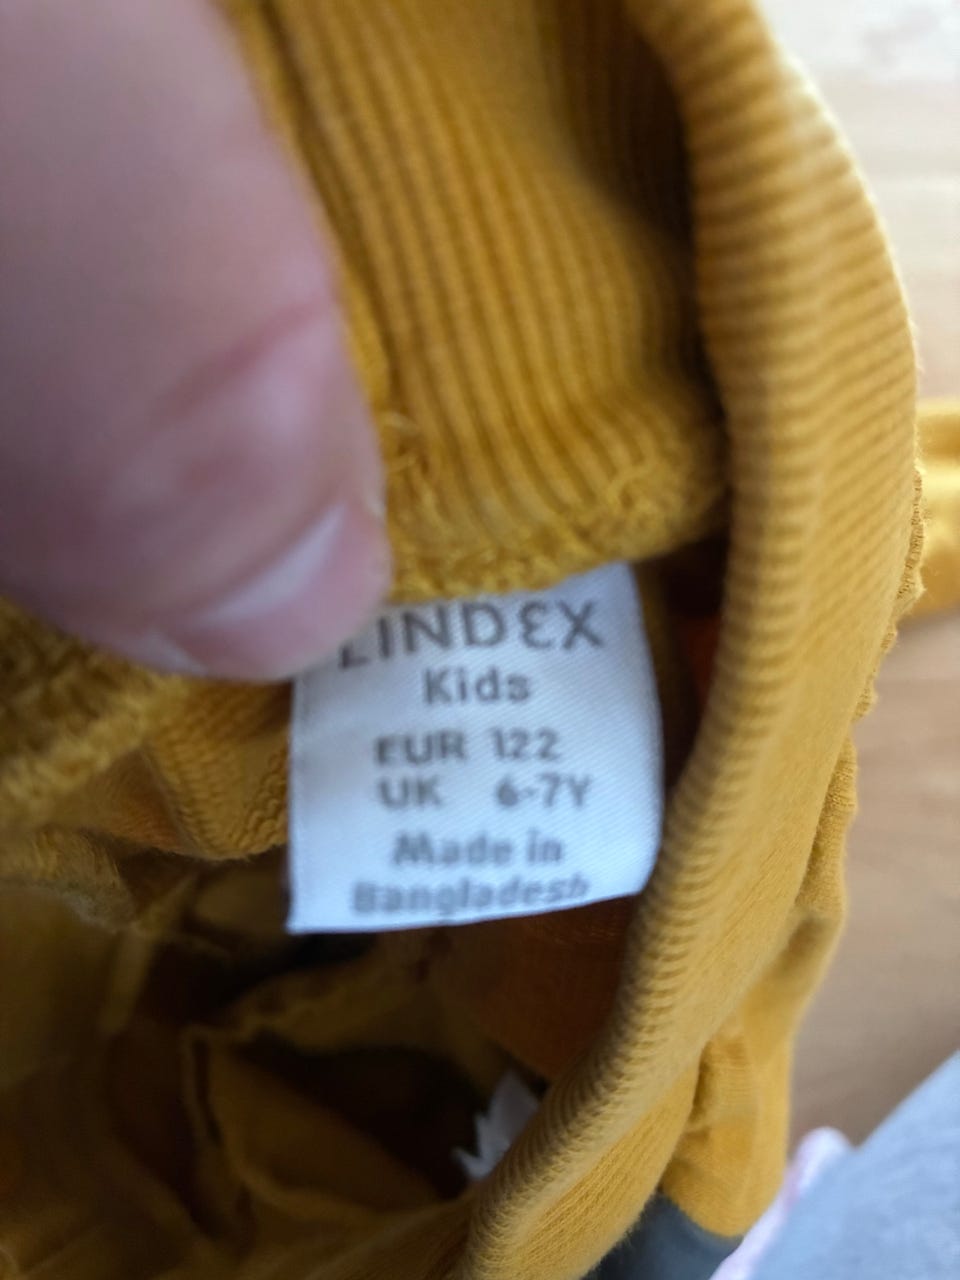 LINDEX
Kids
EUR 122
UK 6-7Y
Made in
Bangladesh